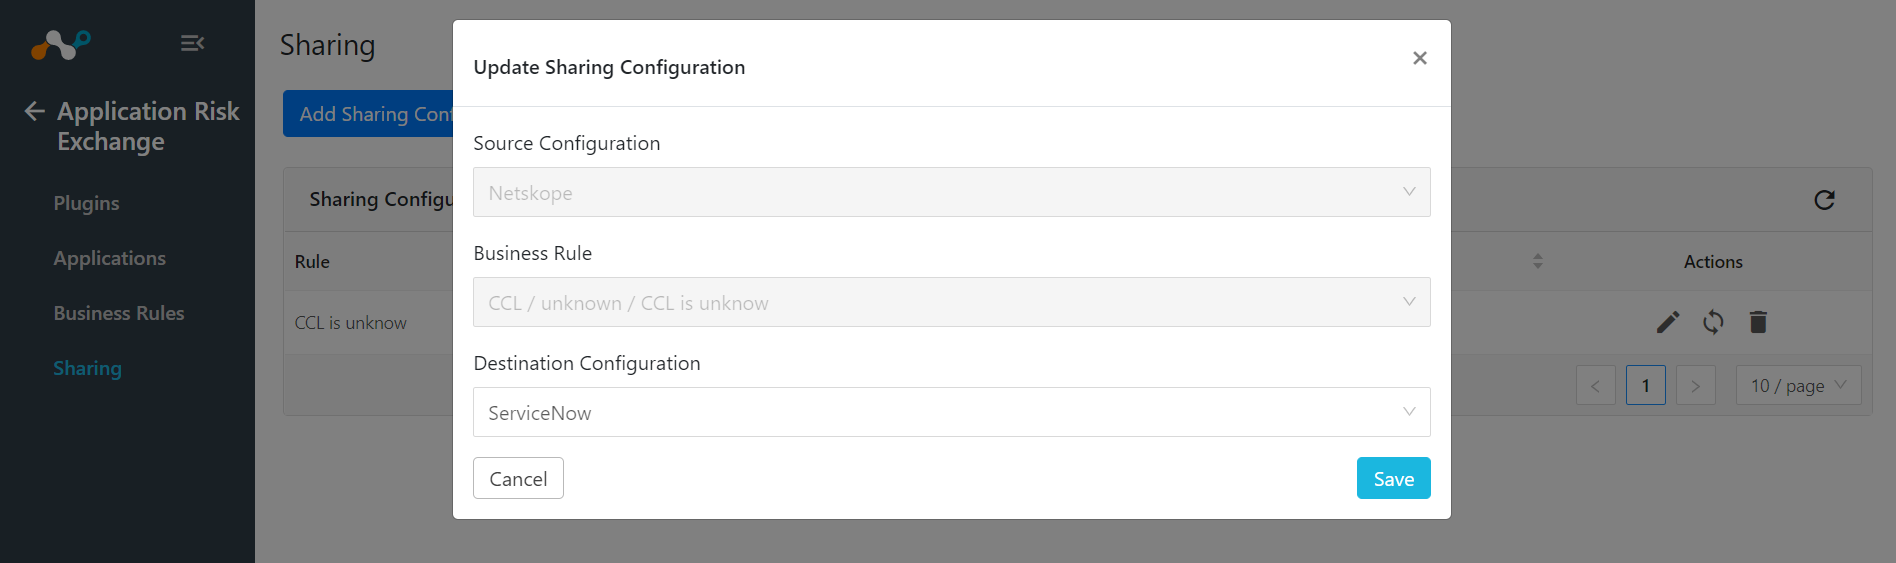 Application Risk
Exchange
Plugins
Applications
Business Rules
Sharing
Sharing
Add Sharing Conf
Sharing Configu
Rule
Actions
CCL is unknow
< 1 > 10 / page
Update Sharing Configuration
Source Configuration
Netskope
Business Rule
CCL / unknown / CCL is unknow
Destination Configuration
ServiceNow
Cancel
Save